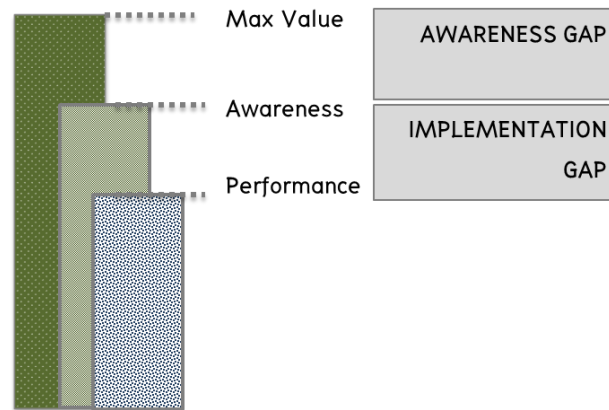 Max Value
AWARENESS GAP
Awareness
IMPLEMENTATION
GAP
Performance